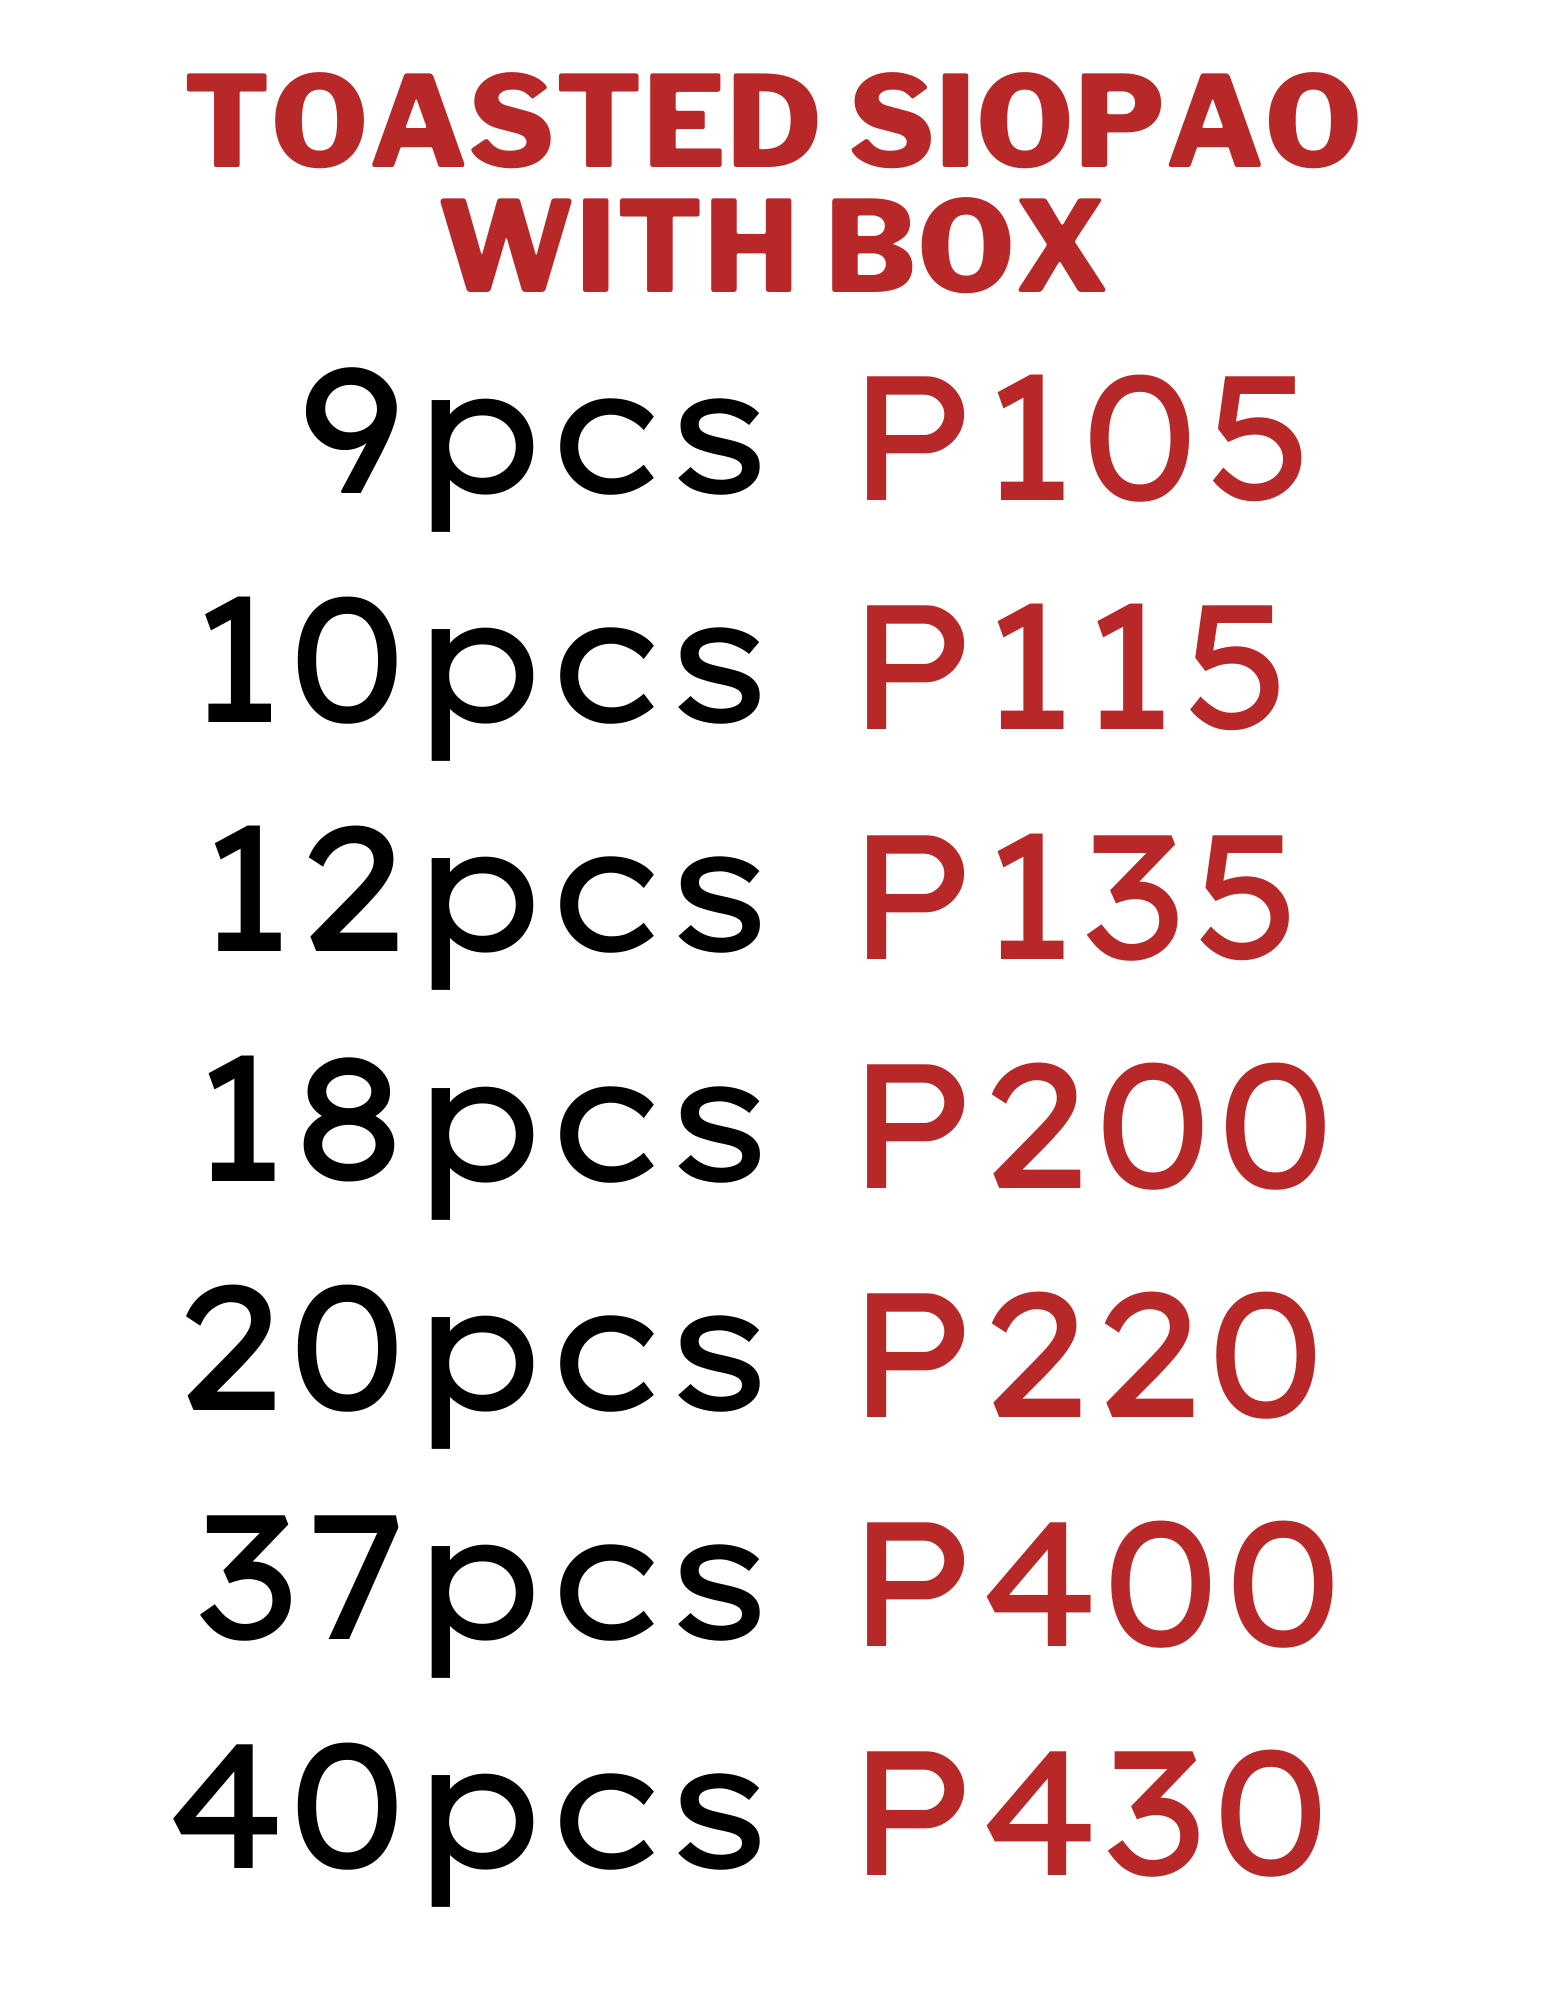 TOASTED SIOPAO
WITH BOX
9pcs P105
10pcs P115
12pcs P135
18pcs P200
20pcs P220
37pcs P400
40pcs P430